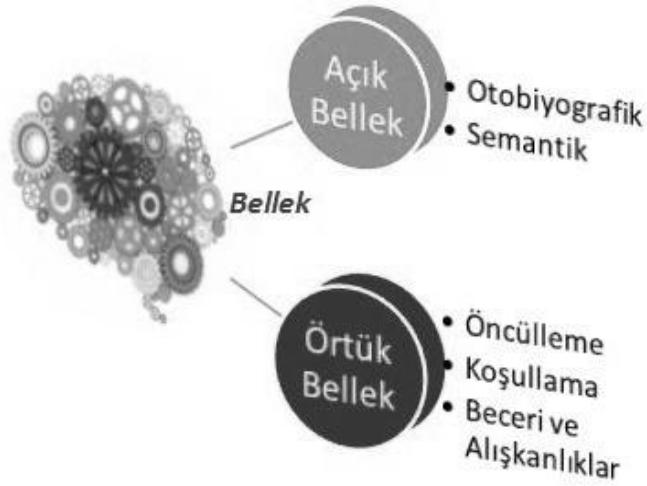 Açık
Bellek
• Otobiyografik
• Semantik
Bellek
Örtük
Bellek
• Öncülleme
• Koşullama
• Beceri ve
Alışkanlıklar